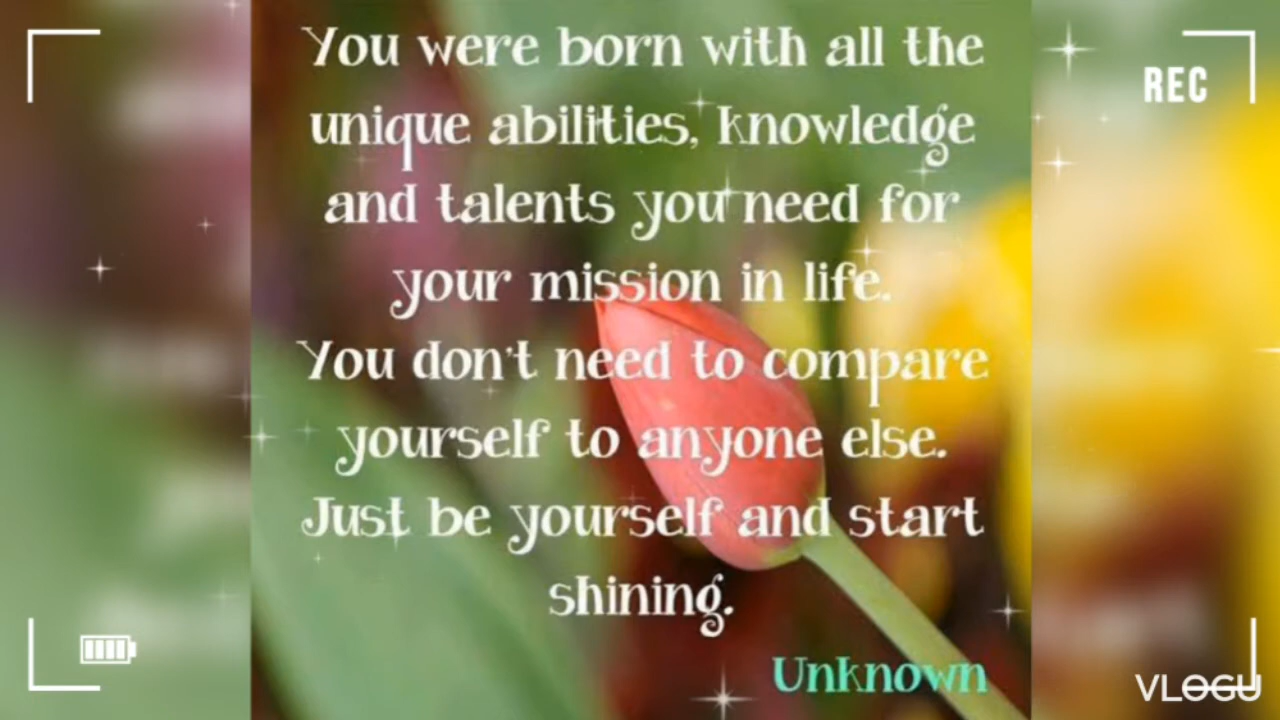 You were born with all the
unique abilities, knowledge
and talents you need for
your mission in life.
You don't need to compare
yourself to anyone else.
Just be yourself and start
shining.
Unknown
REC
VLOGU